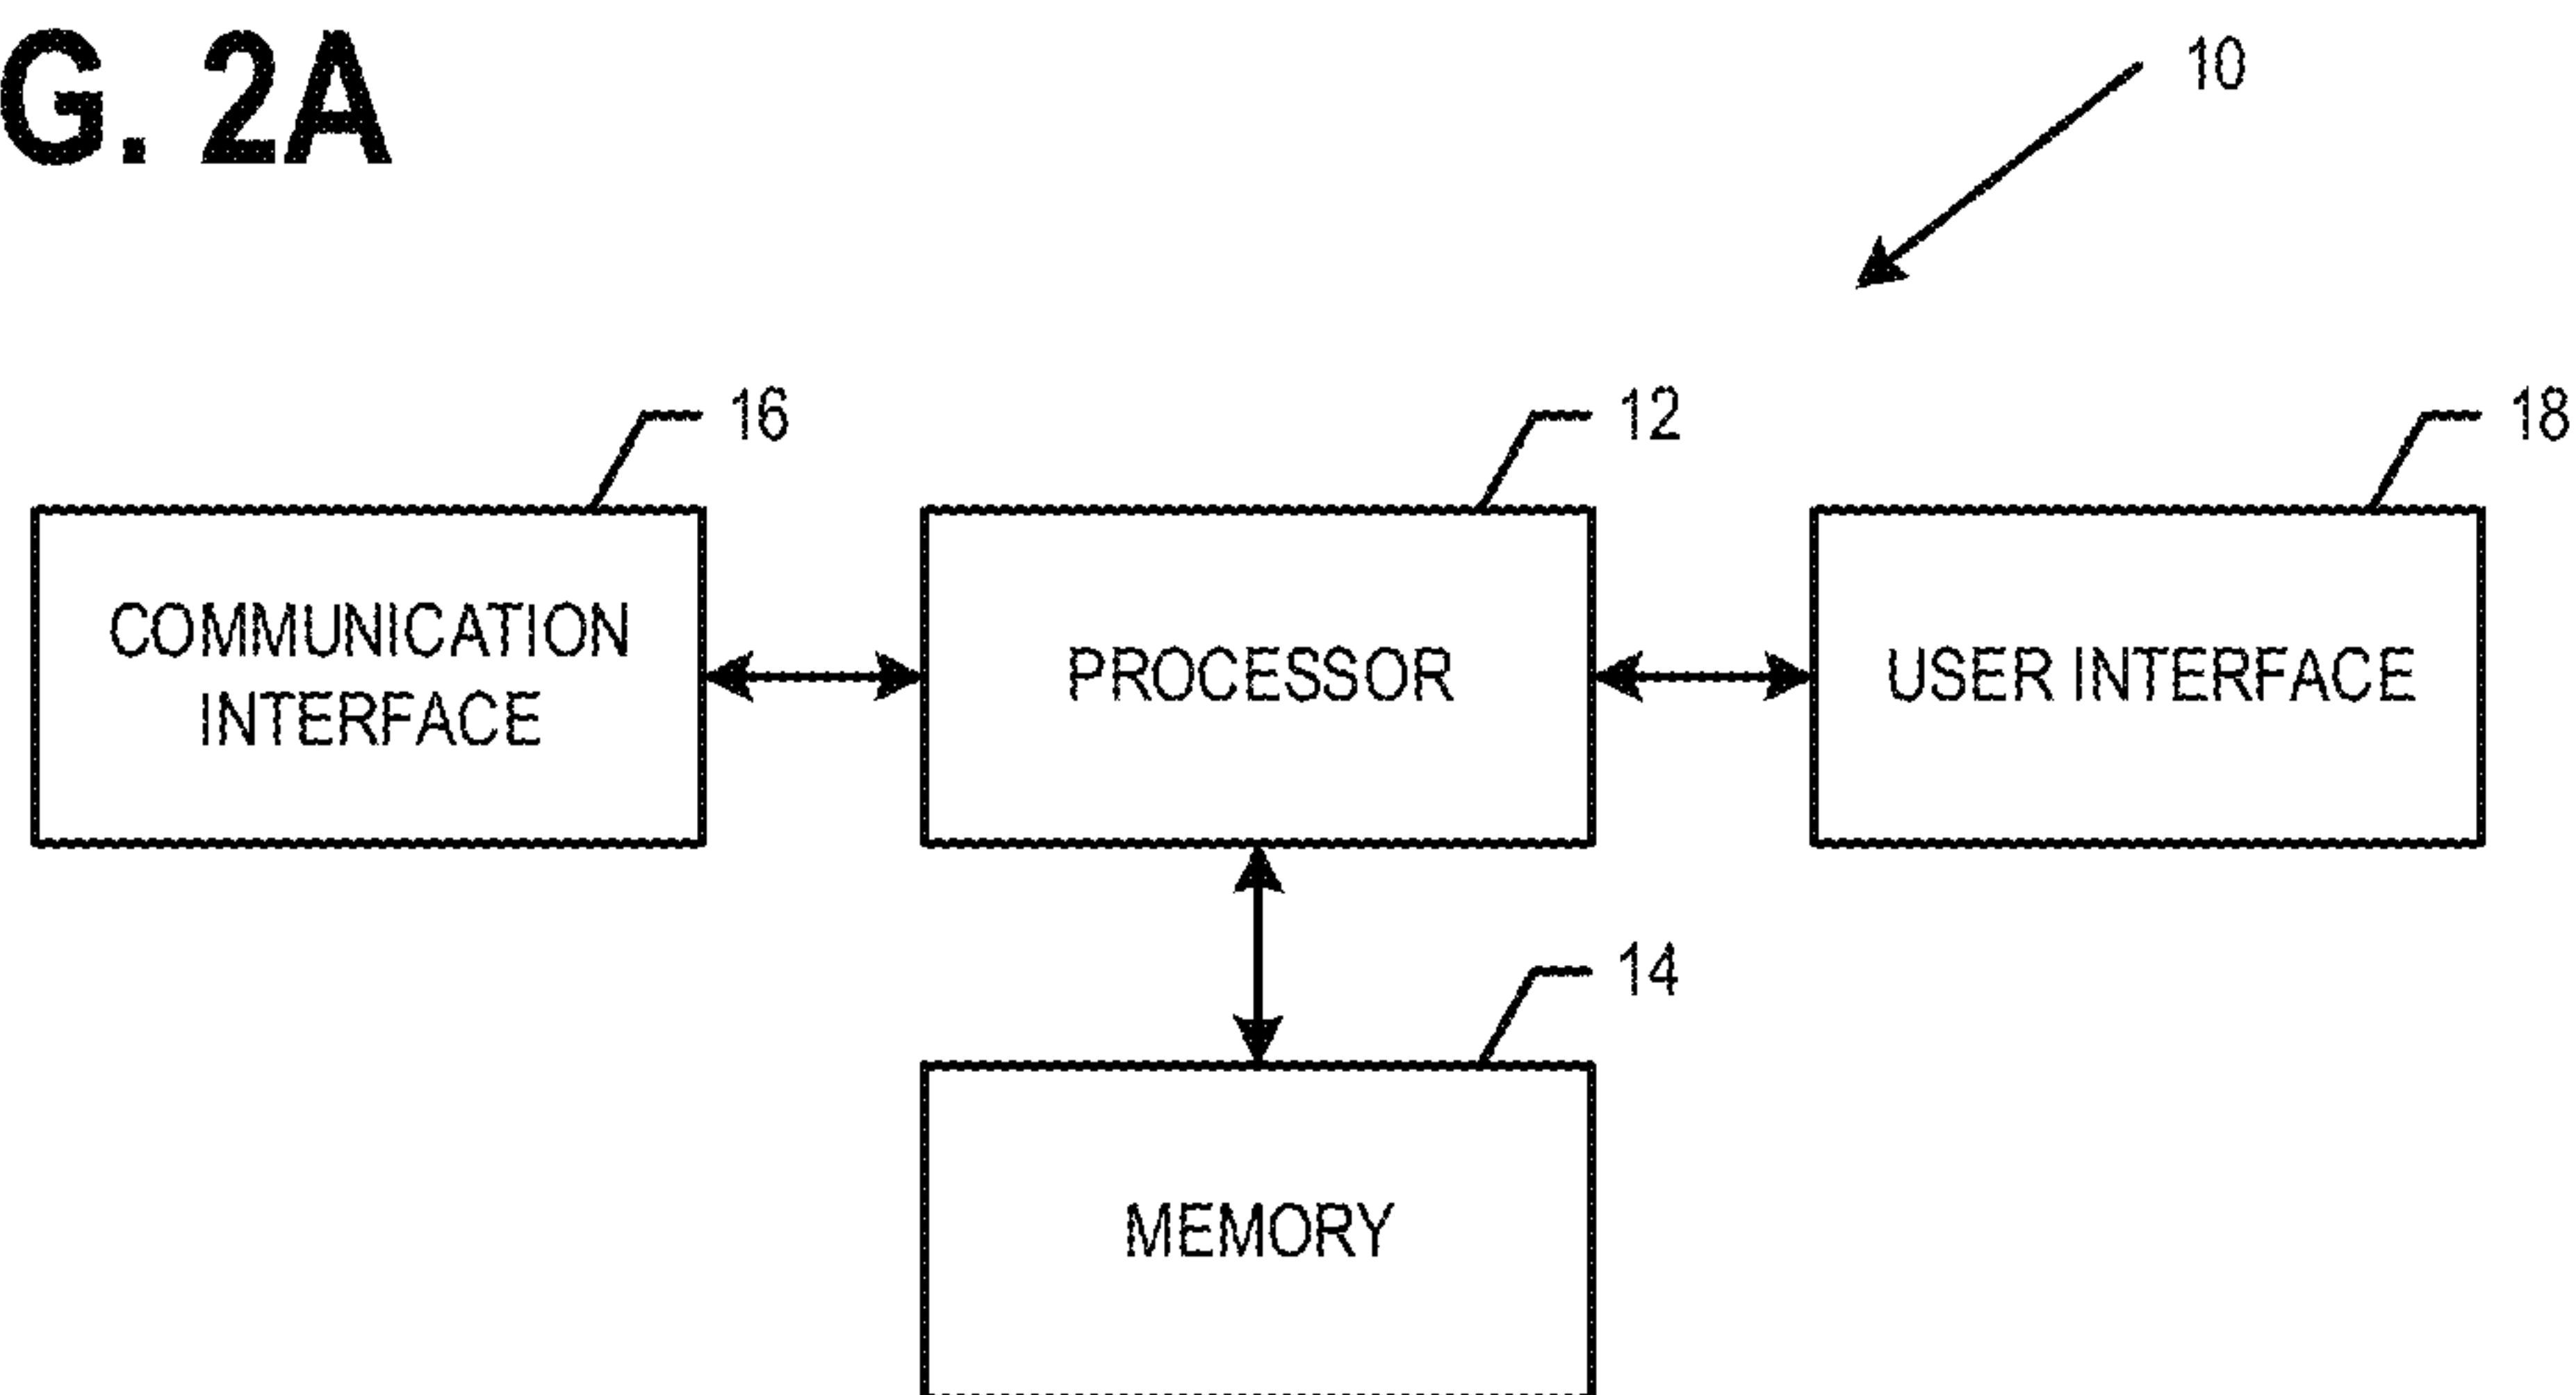 G. 2A
10
16
12
18
COMMUNICATION
INTERFACE
PROCESSOR
USER INTERFACE
14
MEMORY